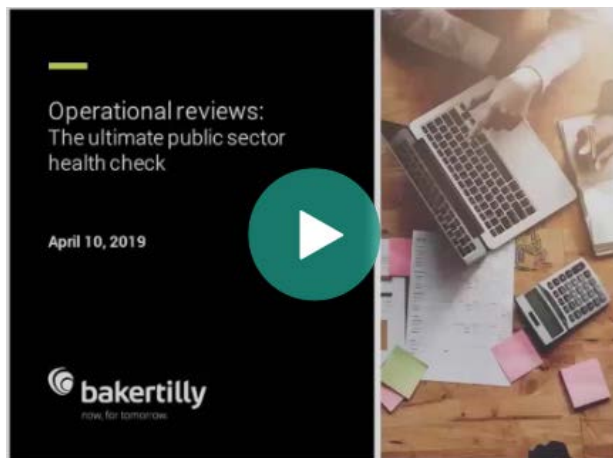 Operational reviews:
The ultimate public sector
health check
April 10, 2019
bakertilly
now, for tomorrow.